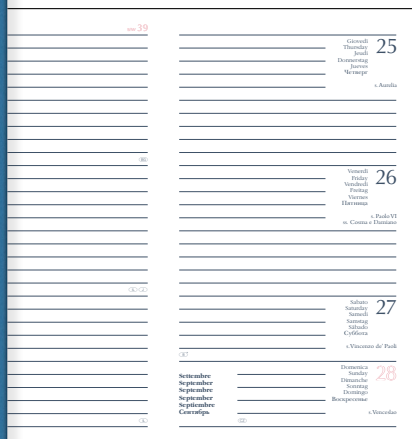 39
Giovedì
Thursday
Jeudi
Donnerstag
Jueves
Четверг
25
s. Aurelia
Venerdì
Friday
Vendredi
Freitag
Viernes
Пятница
26
s. Paolo VI
ss. Cosma e Damiano
Sabato
Saturday
Samedi
Samstag
Sábado
Суббота
27
s. Vincenzo de' Paoli
Domenica
Sunday
Dimanche
Sonntag
Domingo
Воскресенье
28
s. Venceslao
Settembre
September
Septembre
September
Septiembre
Сентябрь